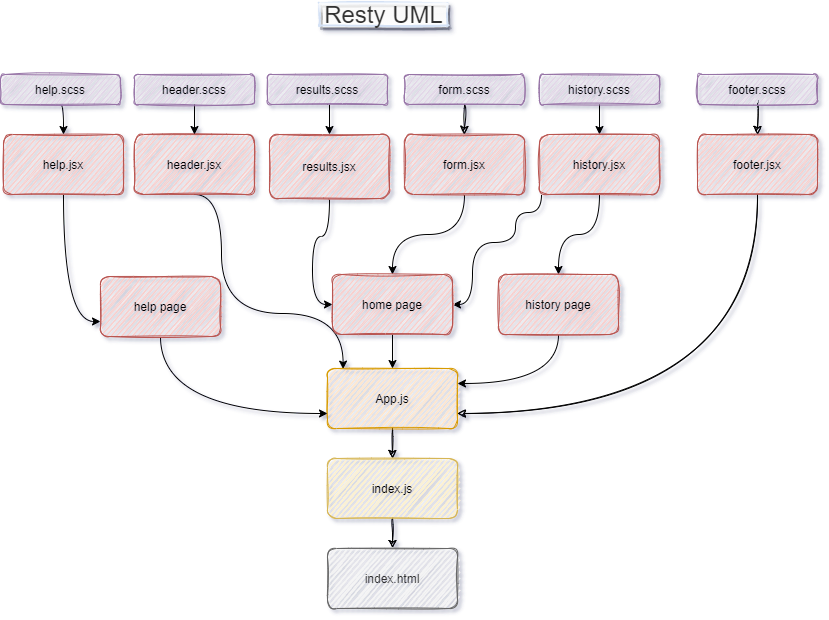 Resty UML
help.scss
header.scss
results.scss
form.scss
history.scss
footer.scss
help.jsx
header.jsx
results.jsx
form.jsx
history.jsx
footer.jsx
help page
home page
history page
App.js
index.js
index.html